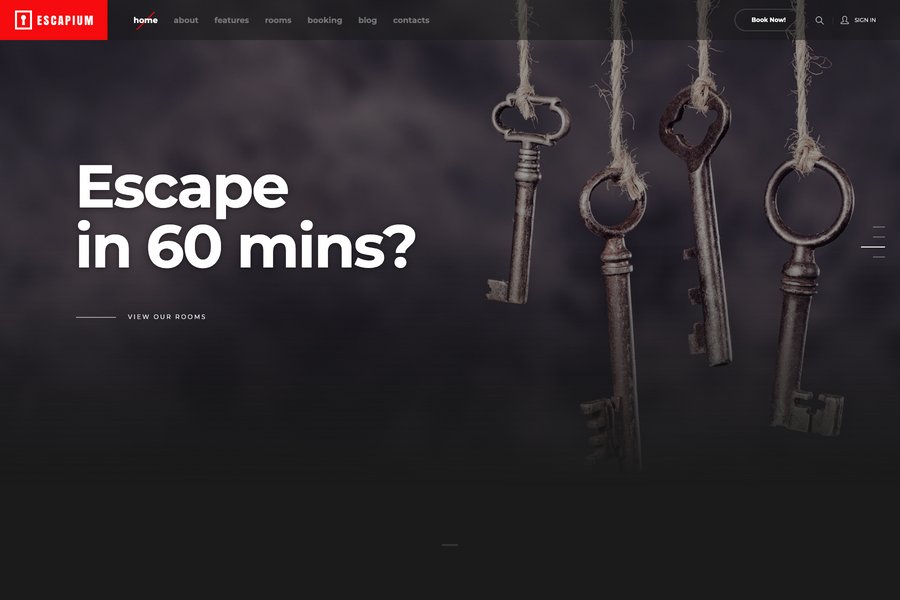 ESCAPIUM
home
about
features
rooms
booking
blog
contacts
Book Now!
SIGN IN
Escape
in 60 mins?
VIEW OUR ROOMS